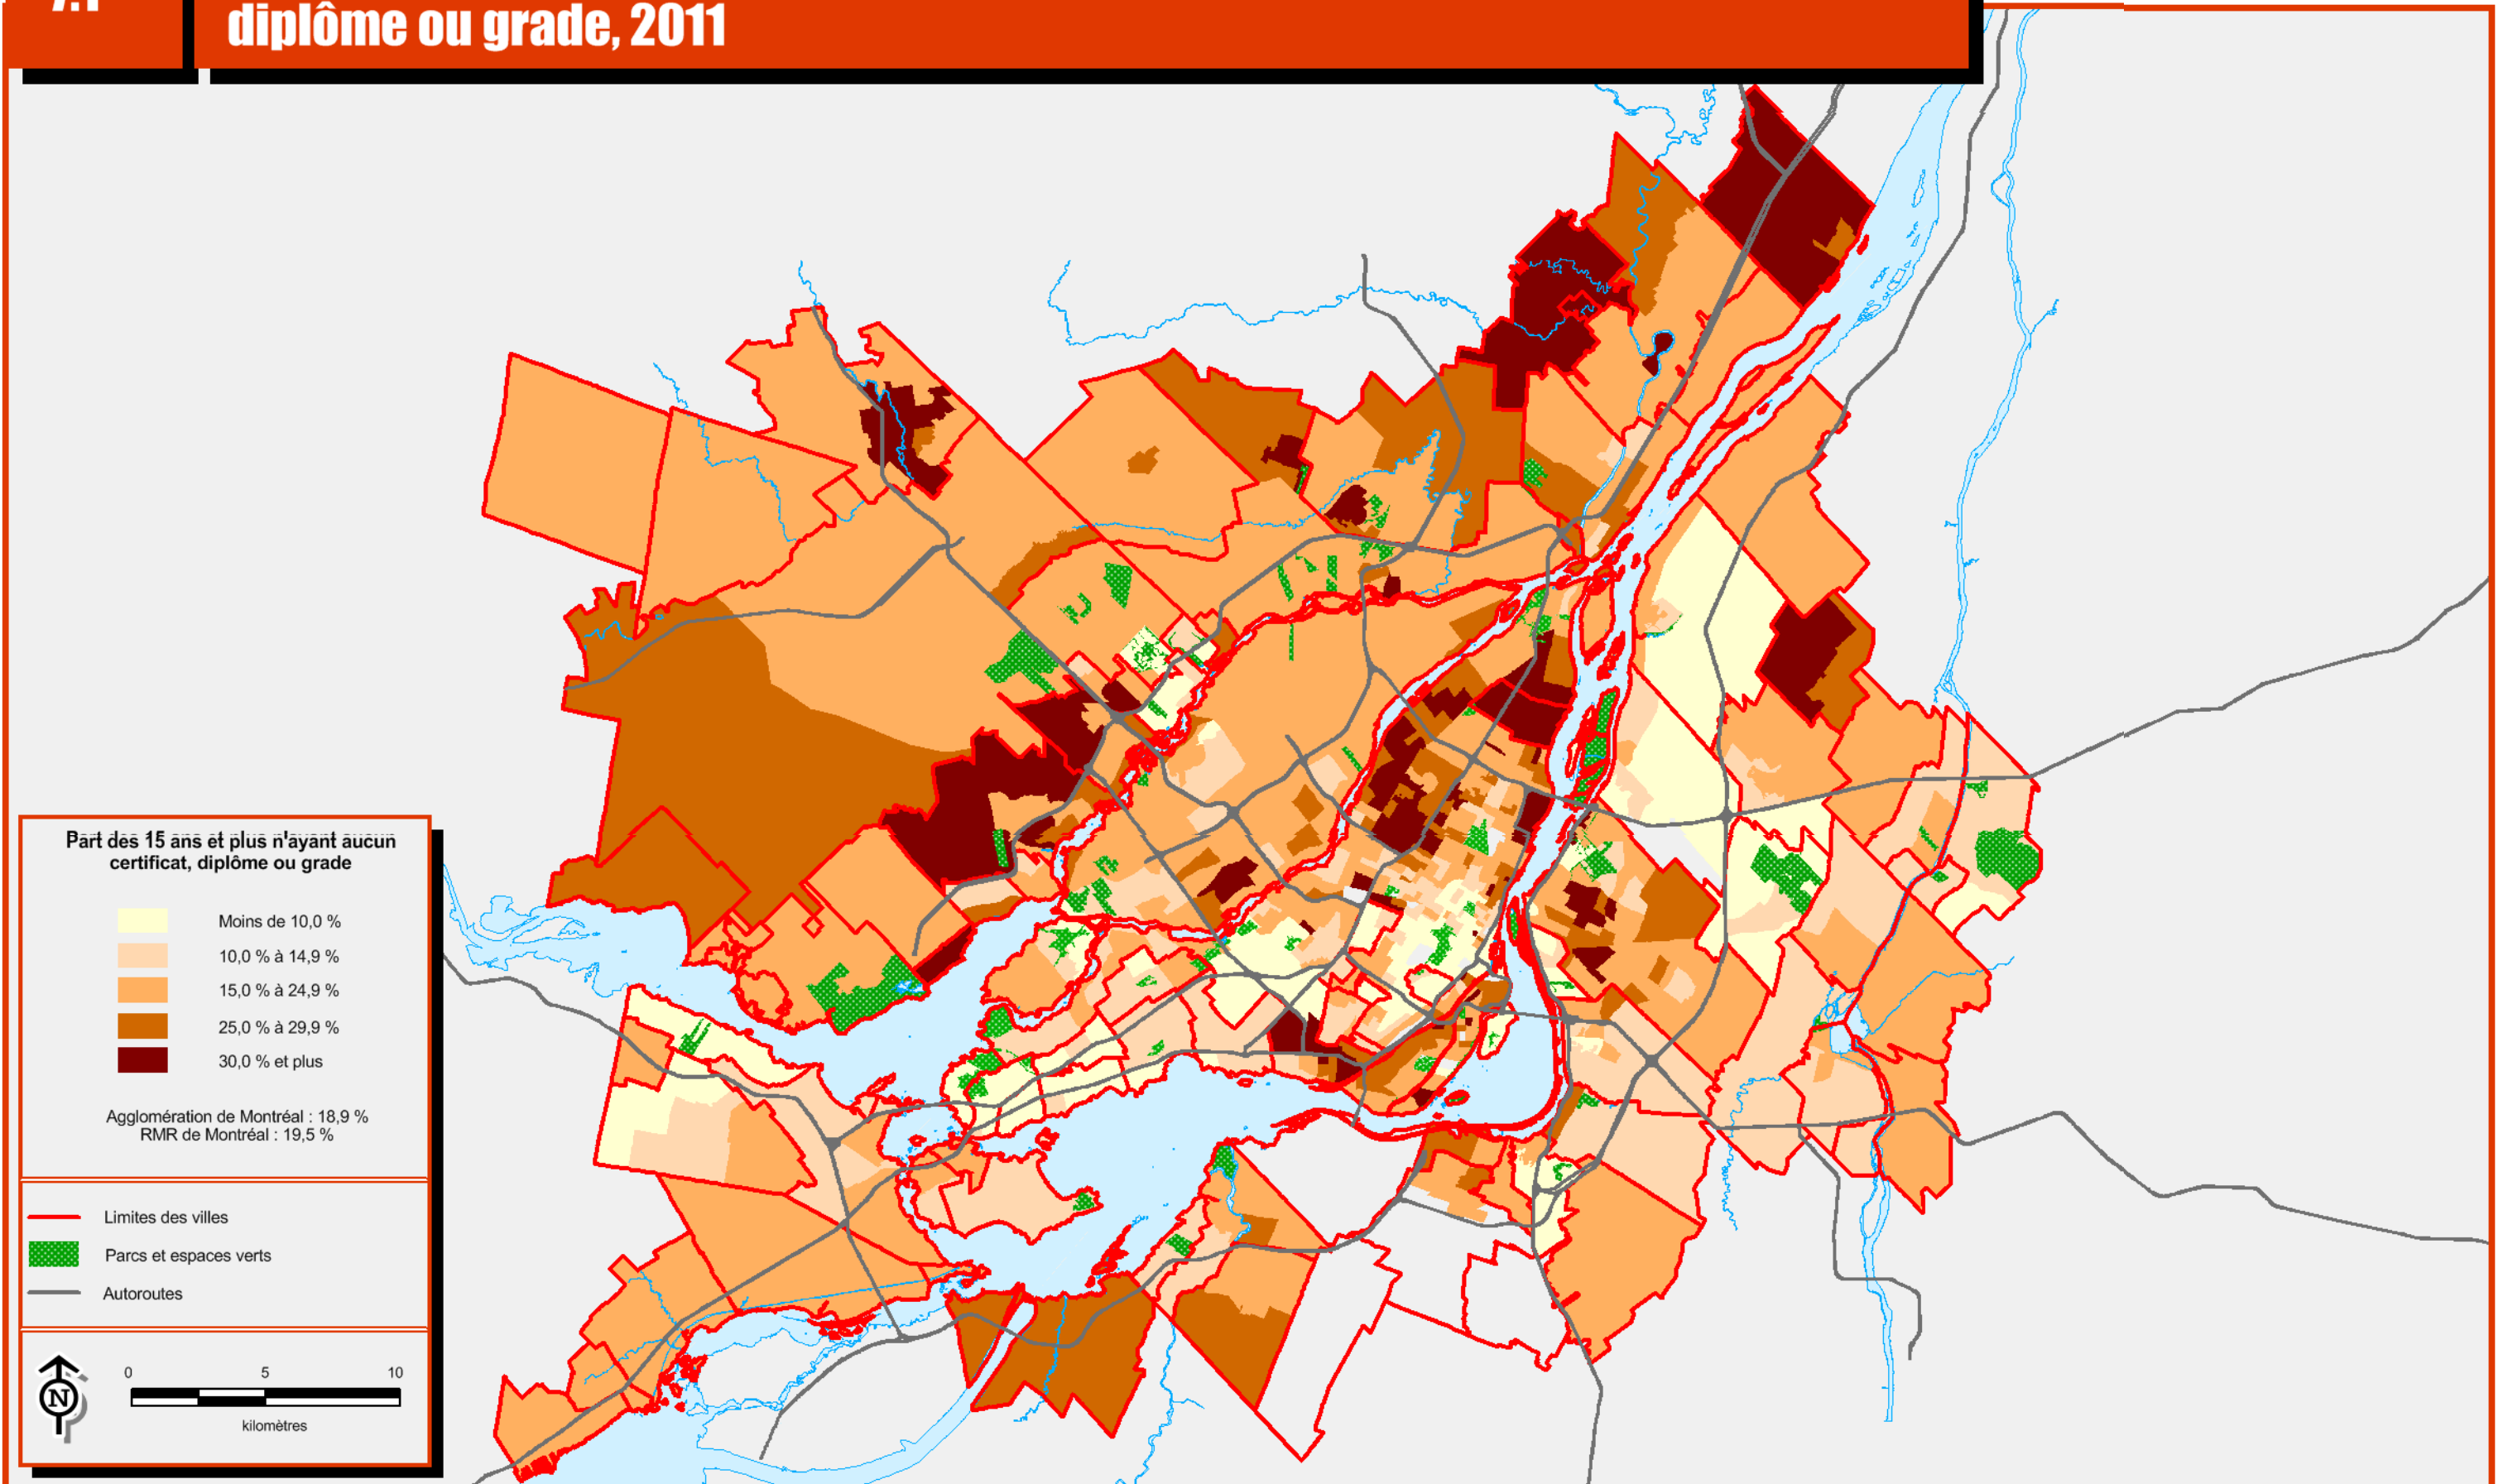 diplôme ou grade, 2011
Part des 15 ans et plus n'ayant aucun
certificat, diplôme ou grade
Moins de 10,0 %
10,0 % à 14,9 %
15,0 % à 24,9 %
25,0 % à 29,9 %
30,0 % et plus
Agglomération de Montréal : 18,9 %
RMR de Montréal : 19,5 %
Limites des villes
Parcs et espaces verts
Autoroutes
N
0 5 10
kilomètres